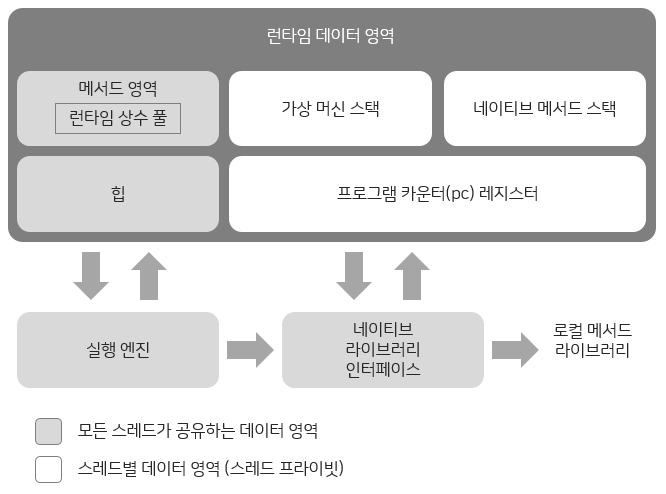 런타임 데이터 영역
메서드 영역
런타임 상수 풀
가상 머신 스택
네이티브 메서드 스택
힙
프로그램 카운터(pc) 레지스터
실행 엔진
네이티브
라이브러리
인터페이스
로컬 메서드
라이브러리
모든 스레드가 공유하는 데이터 영역
스레드별 데이터 영역 (스레드 프라이빗)